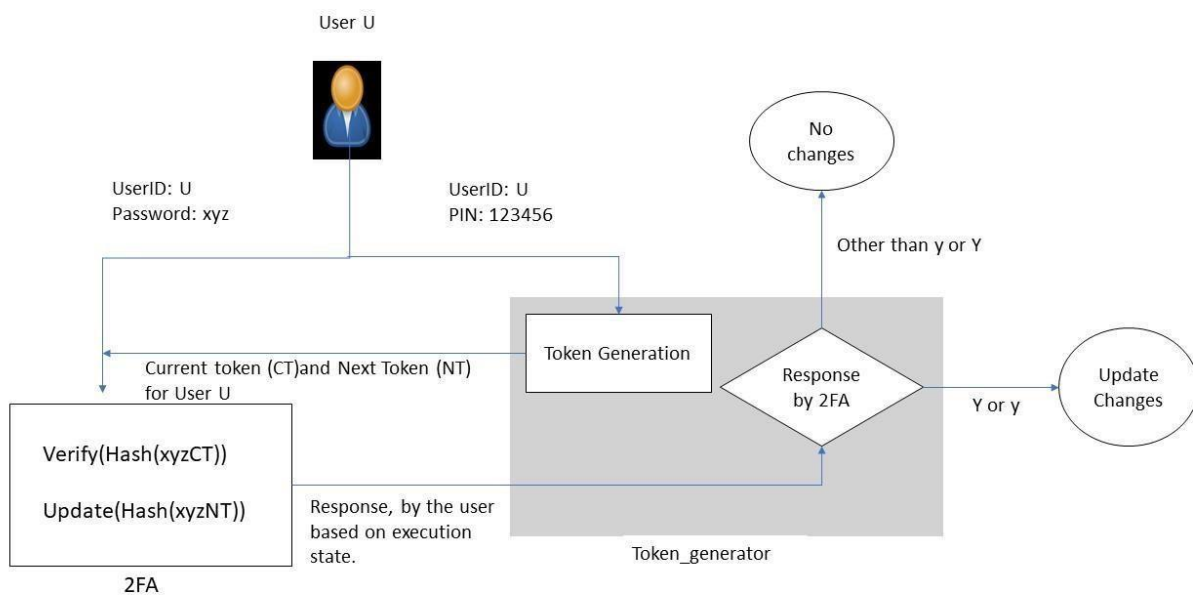 User U
UserID: U
Password: xyz
UserID: U
PIN: 123456
No
changes
Other than y or Y
Token Generation
Current token (CT)and Next Token (NT)
for User U
Response
by 2FA
Y or y
Update
Changes
Verify(Hash(xyzCT))
Update(Hash(xyzNT))
Response, by the user
based on execution
state.
Token_generator
2FA